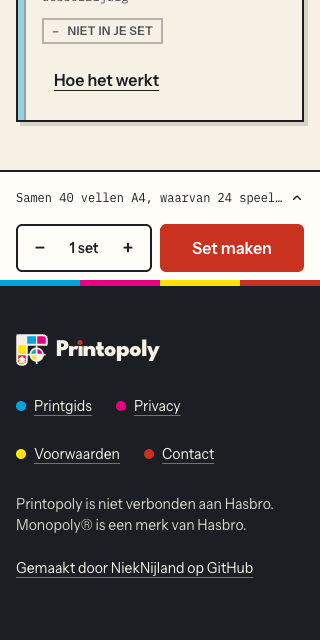 – NIET IN JE SET
Hoe het werkt
Samen 40 vellen A4, waarvan 24 speel…
− 1 set +
Set maken
Printopoly
Printgids Privacy
Voorwaarden Contact
Printopoly is niet verbonden aan Hasbro.
Monopoly® is een merk van Hasbro.
Gemaakt door NiekNijland op GitHub